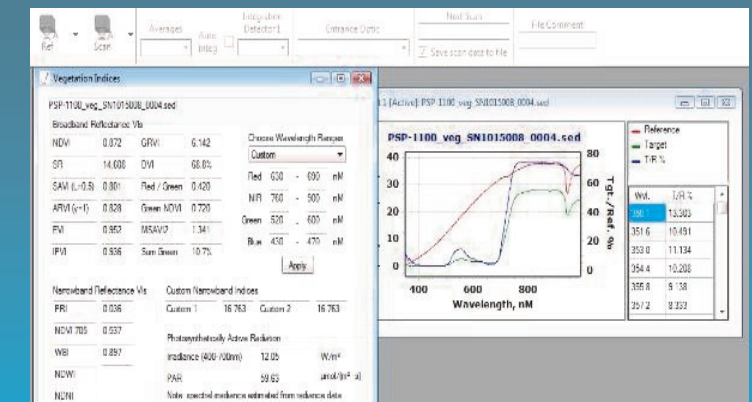 Ref
Scan
Averages
Auto
Integ
Integration
Detector1
Entrance Optic
Next Scan
Save scan data to file
File Comment
Vegetation Indices
PSP-1100_veg_SN1015008_0004.sed
Broadband Reflectance VIs
NDVI 0.872 GRVI 6.142
SR 14.608 DVI 68.8%
SAVI (L=0.5) 0.801 Red / Green 0.420
ARVI (γ=1) 0.828 Green NDVI 0.720
EVI 0.952 MSAVI2 1.341
IPVI 0.936 Sum Green 10.7%
Choose Wavelength Ranges
Custom
Red 630 - 690 nM
NIR 760 - 900 nM
Green 520 - 600 nM
Blue 430 - 470 nM
Apply
Narrowband Reflectance VIs
PRI 0.036
NDVI 705 0.537
WBI 0.897
NDWI
NDNI
Custom Narrowband Indices
Custom 1 16.763 Custom 2 16.763
Photosynthetically Active Radiation
Irradiance (400-700nm) 12.05 W/m²
PAR 59.63 µmol/(m² s)
Note: spectral irradiance estimated from radiance data
[Active]: PSP-1100_veg_SN1015008_0004.sed
PSP-1100_veg_SN1015008_0004.sed
40
30
20
10
0
80
60
40
20
0
Tgt./Ref. %
400 600 800
Wavelength, nM
Reference
Target
T/R %
Wvl. T/R %
13.303
351.6 10.491
353.0 11.134
354.4 10.208
355.8 9.138
357.2 8.333